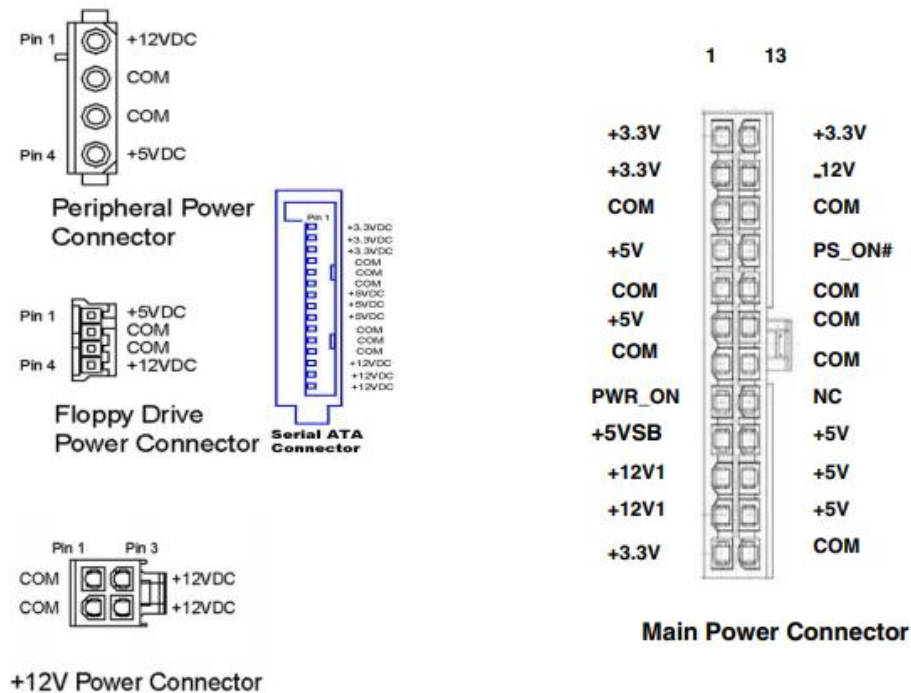 Pin 1 +12VDC
COM
COM
Pin 4 +5VDC
Peripheral Power
Connector
Pin 1 +5VDC
COM
COM
Pin 4 +12VDC
Floppy Drive
Power Connector
Pin 1
+3.3VDC
+3.3VDC
+3.3VDC
COM
COM
COM
+5VDC
+5VDC
+5VDC
COM
COM
COM
+12VDC
+12VDC
+12VDC
Serial ATA
Connector
Pin 1 Pin 3
COM +12VDC
COM +12VDC
+12V Power Connector
1 13
+3.3V +3.3V
+3.3V -12V
COM COM
+5V PS_ON#
COM COM
+5V COM
COM COM
PWR_ON NC
+5VSB +5V
+12V1 +5V
+12V1 +5V
+3.3V COM
Main Power Connector